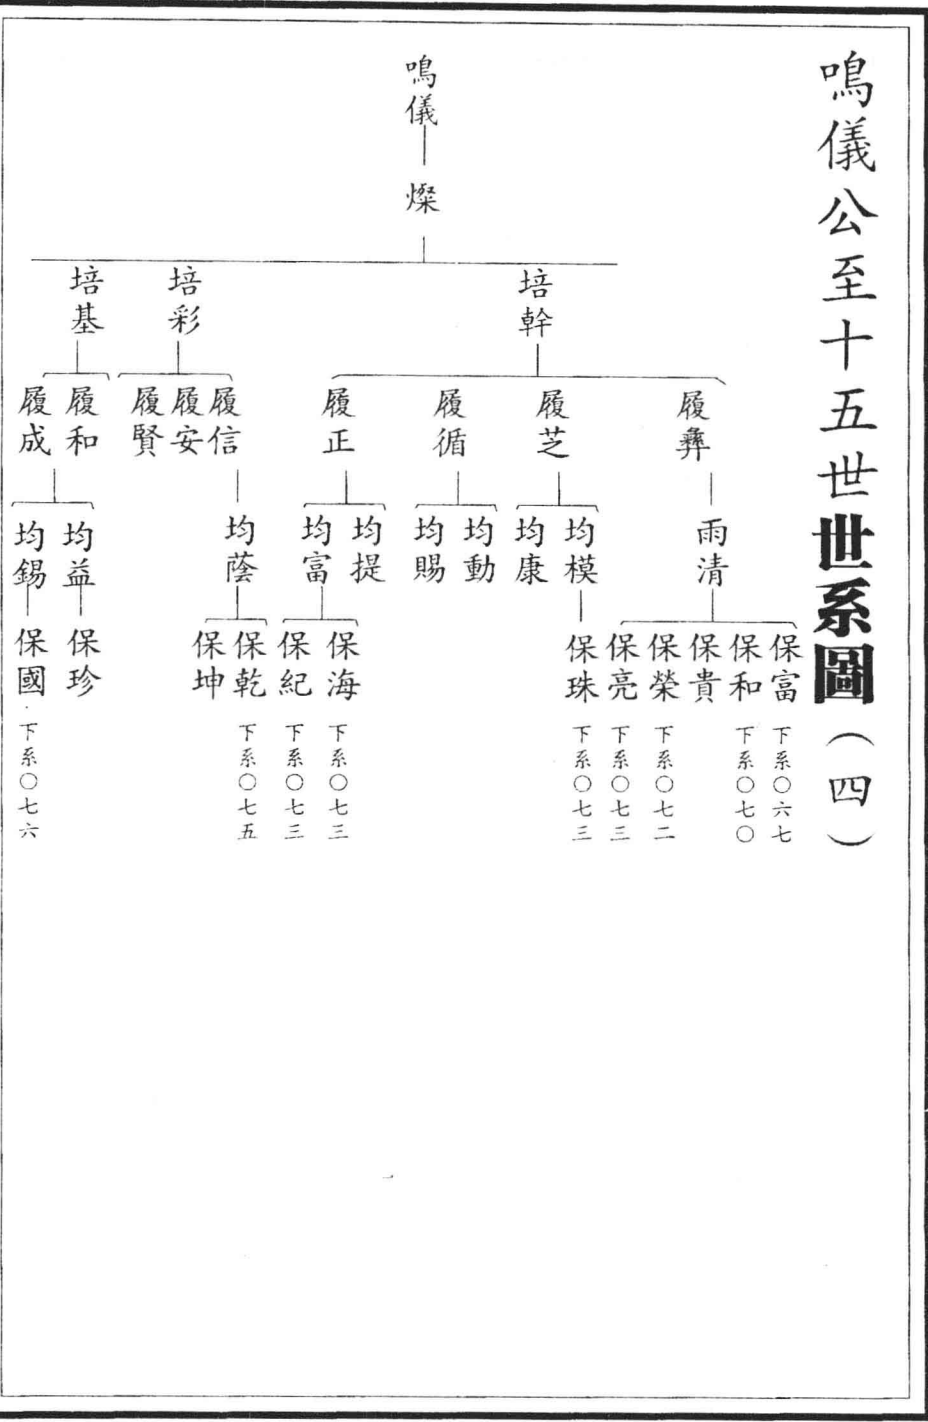 鳴儀公至十五世世系圖（四）
鳴儀
燦
培幹
培彩
培基
履彝
履芝
履循
履正
履信
履安
履賢
履和
履成
雨清
均模
均康
均動
均賜
均提
均富
均蔭
均益
均錫
保富
保和
保貴
保榮
保亮
保珠
保海
保紀
保乾
保坤
保珍
保國
下系〇六七
下系〇七〇
下系〇七二
下系〇七三
下系〇七三
下系〇七三
下系〇七三
下系〇七五
下系〇七六